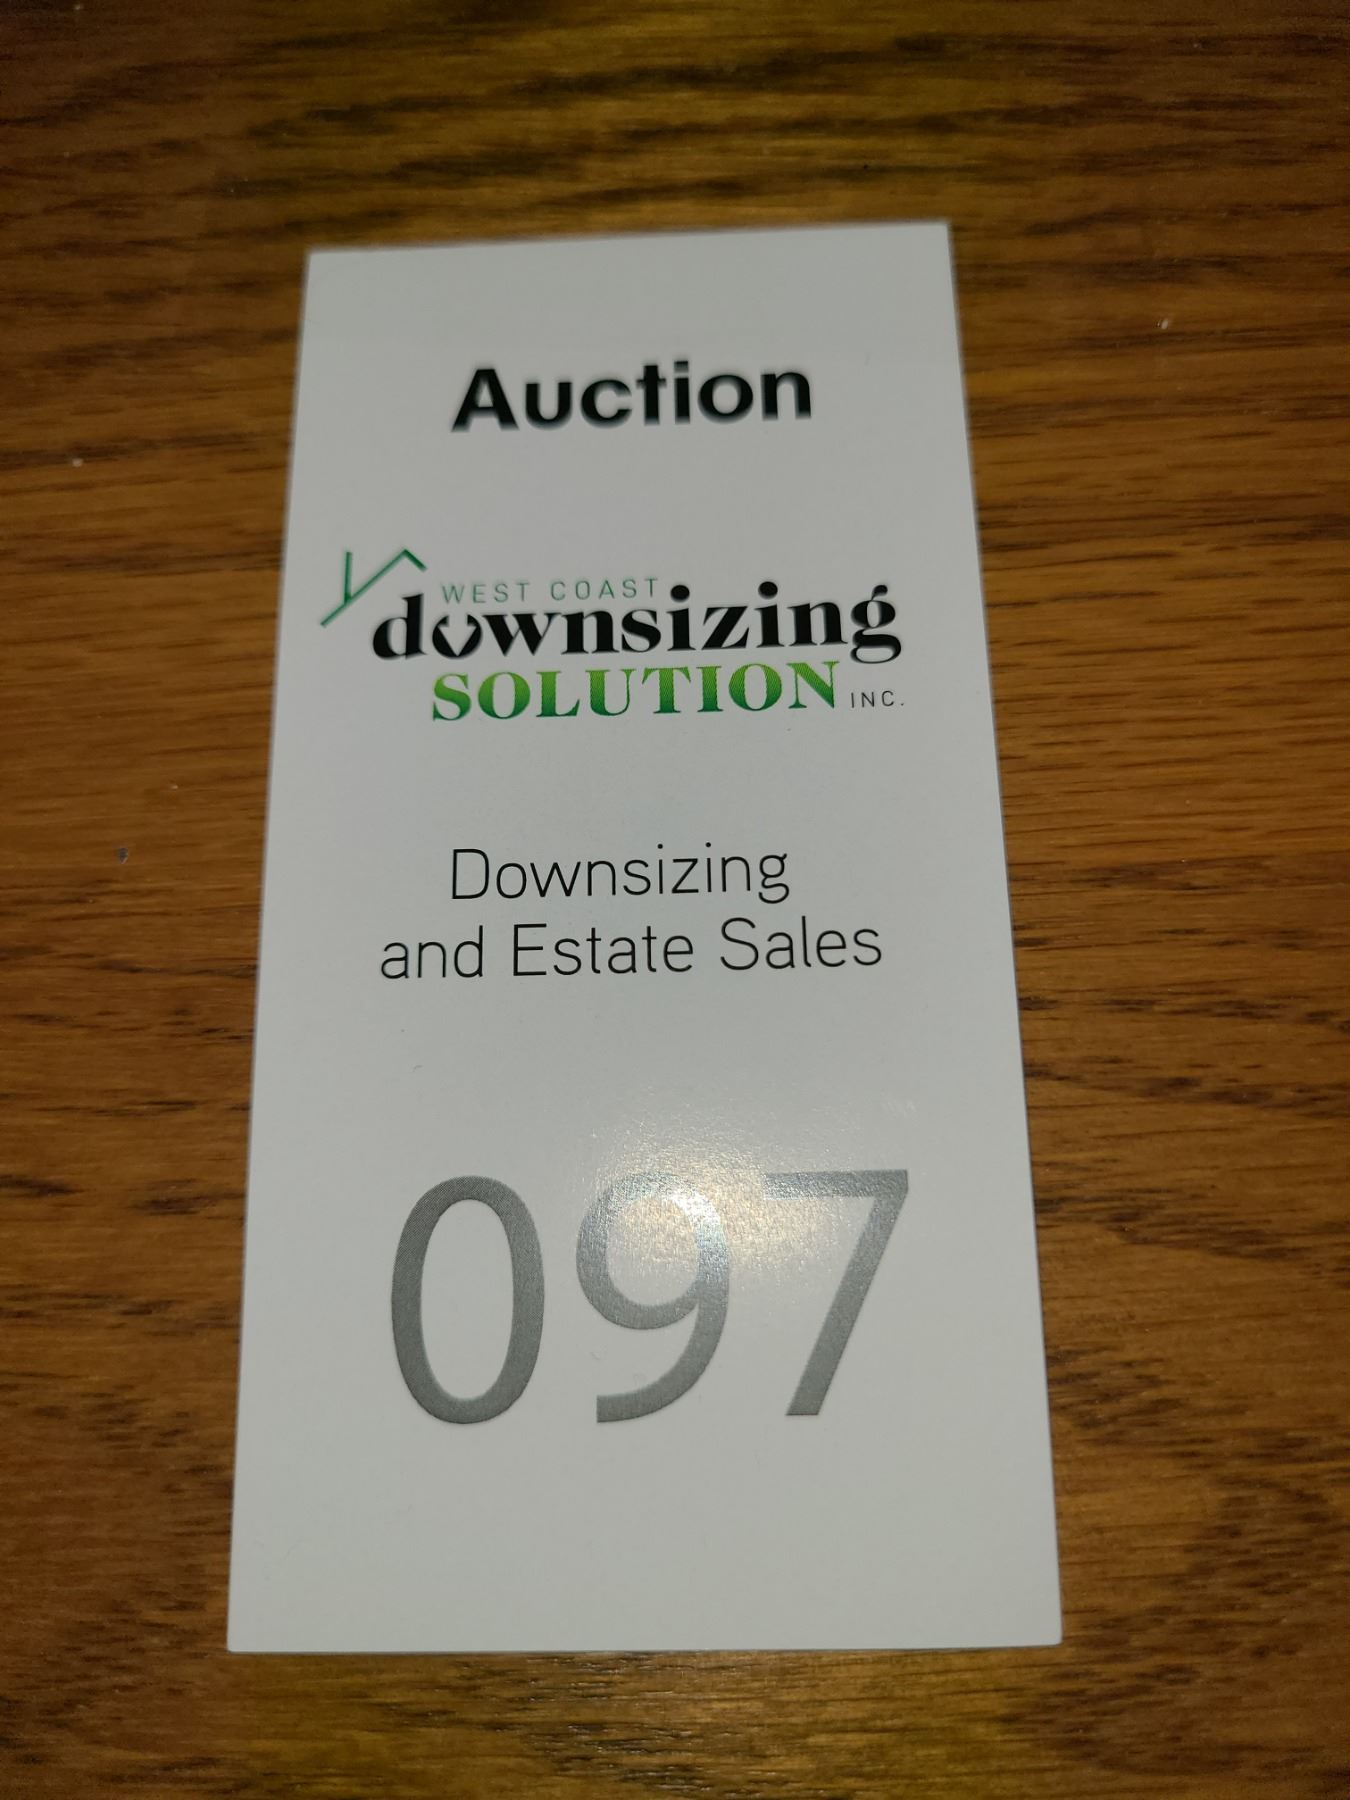 Auction
WEST COAST
downsizing
SOLUTION INC.
Downsizing
and Estate Sales
097